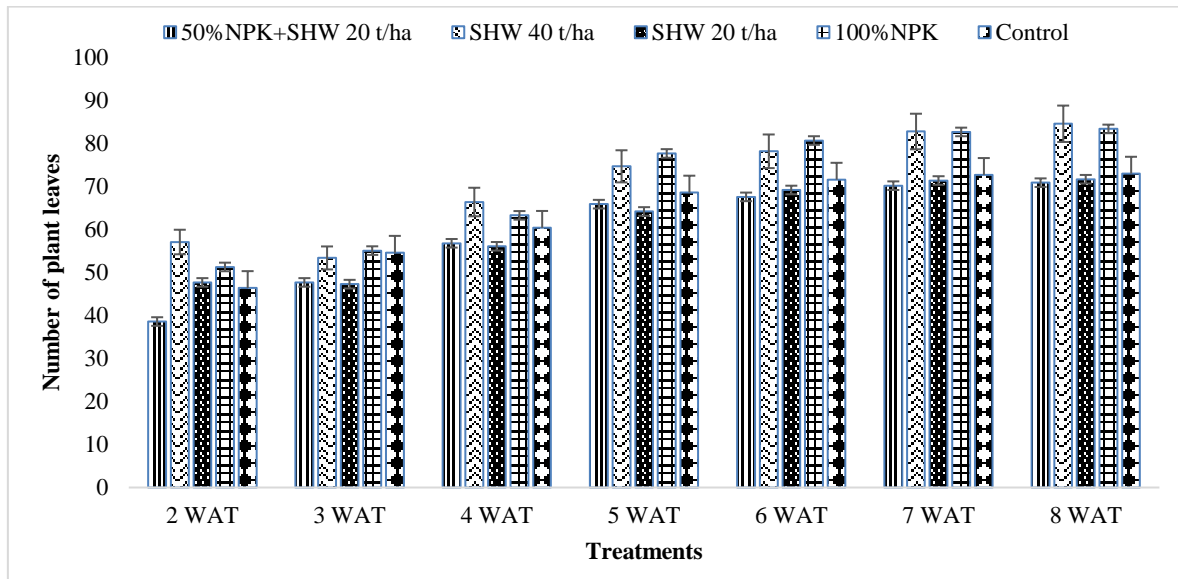 50%NPK+SHW 20 t/ha SHW 40 t/ha SHW 20 t/ha 100%NPK Control
100
90
80
70
60
50
40
30
20
10
0
Number of plant leaves
2 WAT 3 WAT 4 WAT 5 WAT 6 WAT 7 WAT 8 WAT
Treatments